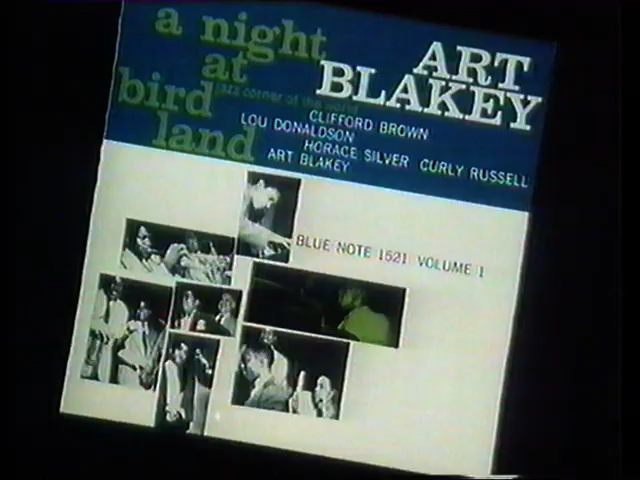 a night
at
bird
land
jazz corner of the world
ART
BLAKEY
CLIFFORD BROWN
LOU DONALDSON
HORACE SILVER CURLY RUSSELL
ART BLAKEY
BLUE NOTE 1521 VOLUME 1